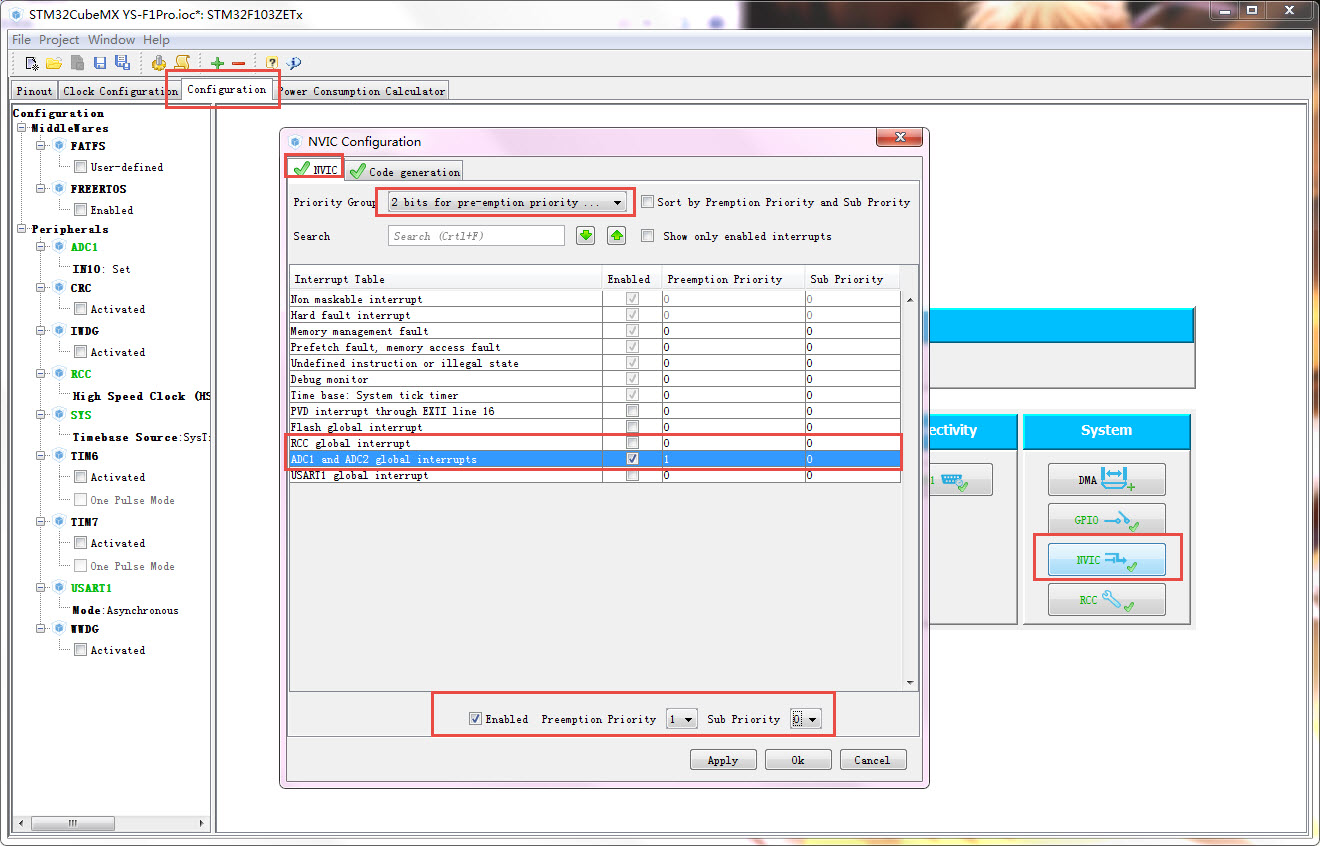 STM32CubeMX YS-F1Pro.ioc*: STM32F103ZETx
File Project Window Help
Pinout Clock Configuration Configuration Power Consumption Calculator
Configuration
MiddleWares
FATFS
User-defined
FREERTOS
Enabled
Peripherals
ADC1
IN10: Set
CRC
Activated
IWDG
Activated
RCC
High Speed Clock (HS
SYS
Timebase Source:SysT
TIM6
Activated
One Pulse Mode
TIM7
Activated
One Pulse Mode
USART1
Mode:Asynchronous
WWDG
Activated
NVIC Configuration
NVIC Code generation
Priority Group 2 bits for pre-emption priority ... Sort by Premption Priority and Sub Prority
Search Search (Crtl+F) Show only enabled interrupts
Interrupt Table Enabled Preemption Priority Sub Priority
Non maskable interrupt 0 0
Hard fault interrupt 0 0
Memory management fault 0 0
Prefetch fault, memory access fault 0 0
Undefined instruction or illegal state 0 0
Debug monitor 0 0
Time base: System tick timer 0 0
PVD interrupt through EXTI line 16 0 0
Flash global interrupt 0 0
RCC global interrupt 0 0
ADC1 and ADC2 global interrupts 1 0
USART1 global interrupt 0 0
Enabled Preemption Priority 1 Sub Priority 0
Apply Ok Cancel
ectivity
1
System
DMA
GPIO
NVIC
RCC